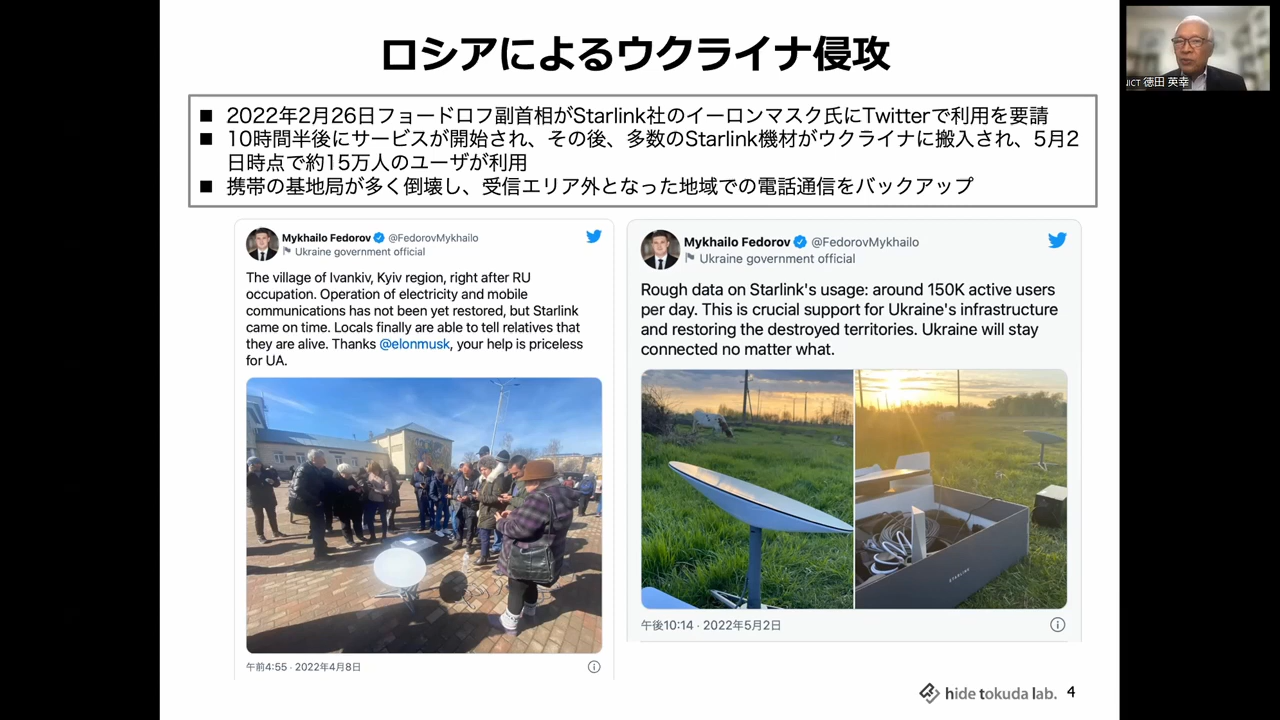 ロシアによるウクライナ侵攻
■ 2022年2月26日フョードロフ副首相がStarlink社のイーロンマスク氏にTwitterで利用を要請
■ 10時間半後にサービスが開始され、その後、多数のStarlink機材がウクライナに搬入され、5月2
日時点で約15万人のユーザが利用
■ 携帯の基地局が多く倒壊し、受信エリア外となった地域での電話通信をバックアップ
Mykhailo Fedorov @FedorovMykhailo
Ukraine government official
The village of Ivankiv, Kyiv region, right after RU
occupation. Operation of electricity and mobile
communications has not been yet restored, but Starlink
came on time. Locals finally are able to tell relatives that
they are alive. Thanks @elonmusk, your help is priceless
for UA.
午前4:55 · 2022年4月8日
Mykhailo Fedorov @FedorovMykhailo
Ukraine government official
Rough data on Starlink's usage: around 150K active users
per day. This is crucial support for Ukraine's infrastructure
and restoring the destroyed territories. Ukraine will stay
connected no matter what.
STARLINK
午後10:14 · 2022年5月2日
hide tokuda lab. 4
NICT 徳田 英幸